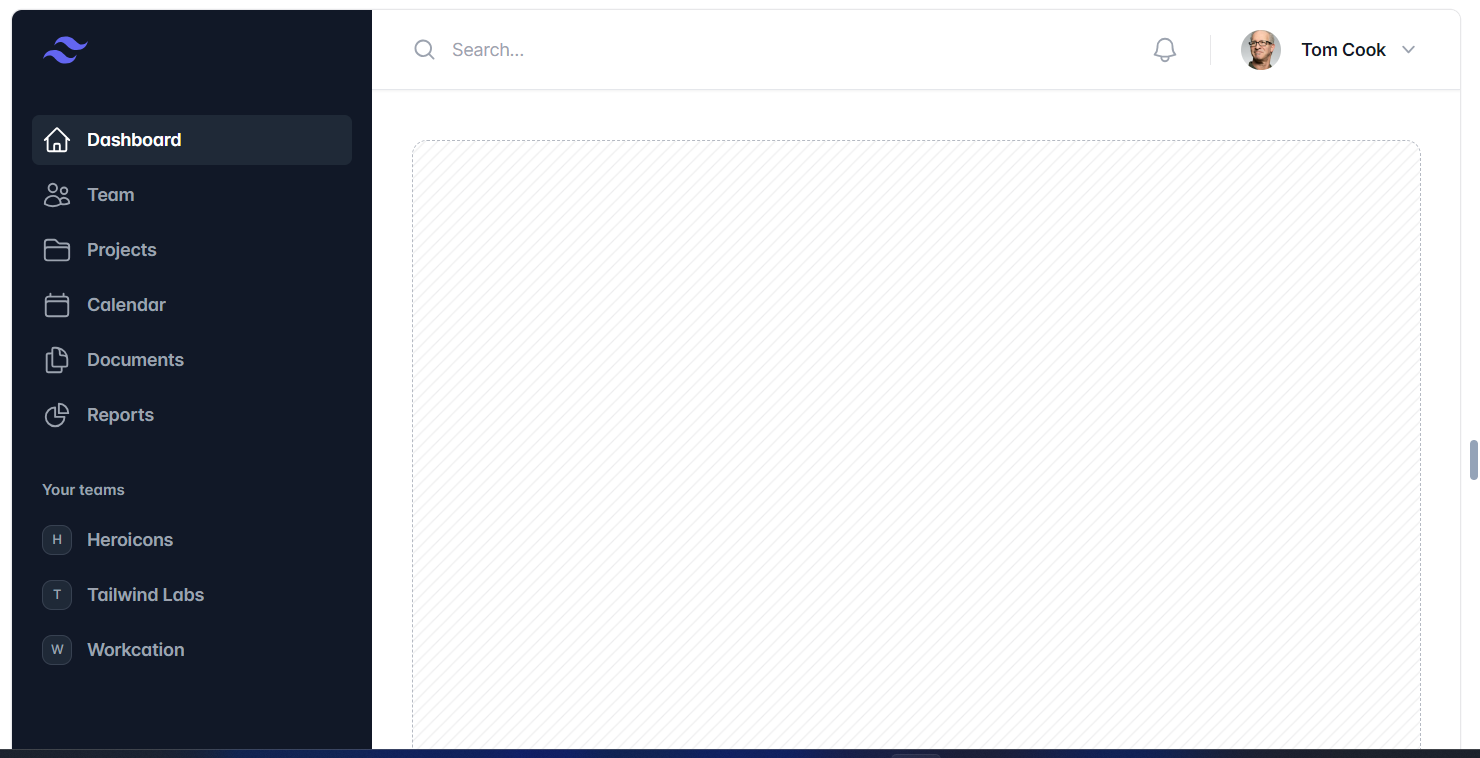 Search...
Tom Cook
Dashboard
Team
Projects
Calendar
Documents
Reports
Your teams
H Heroicons
T Tailwind Labs
W Workcation